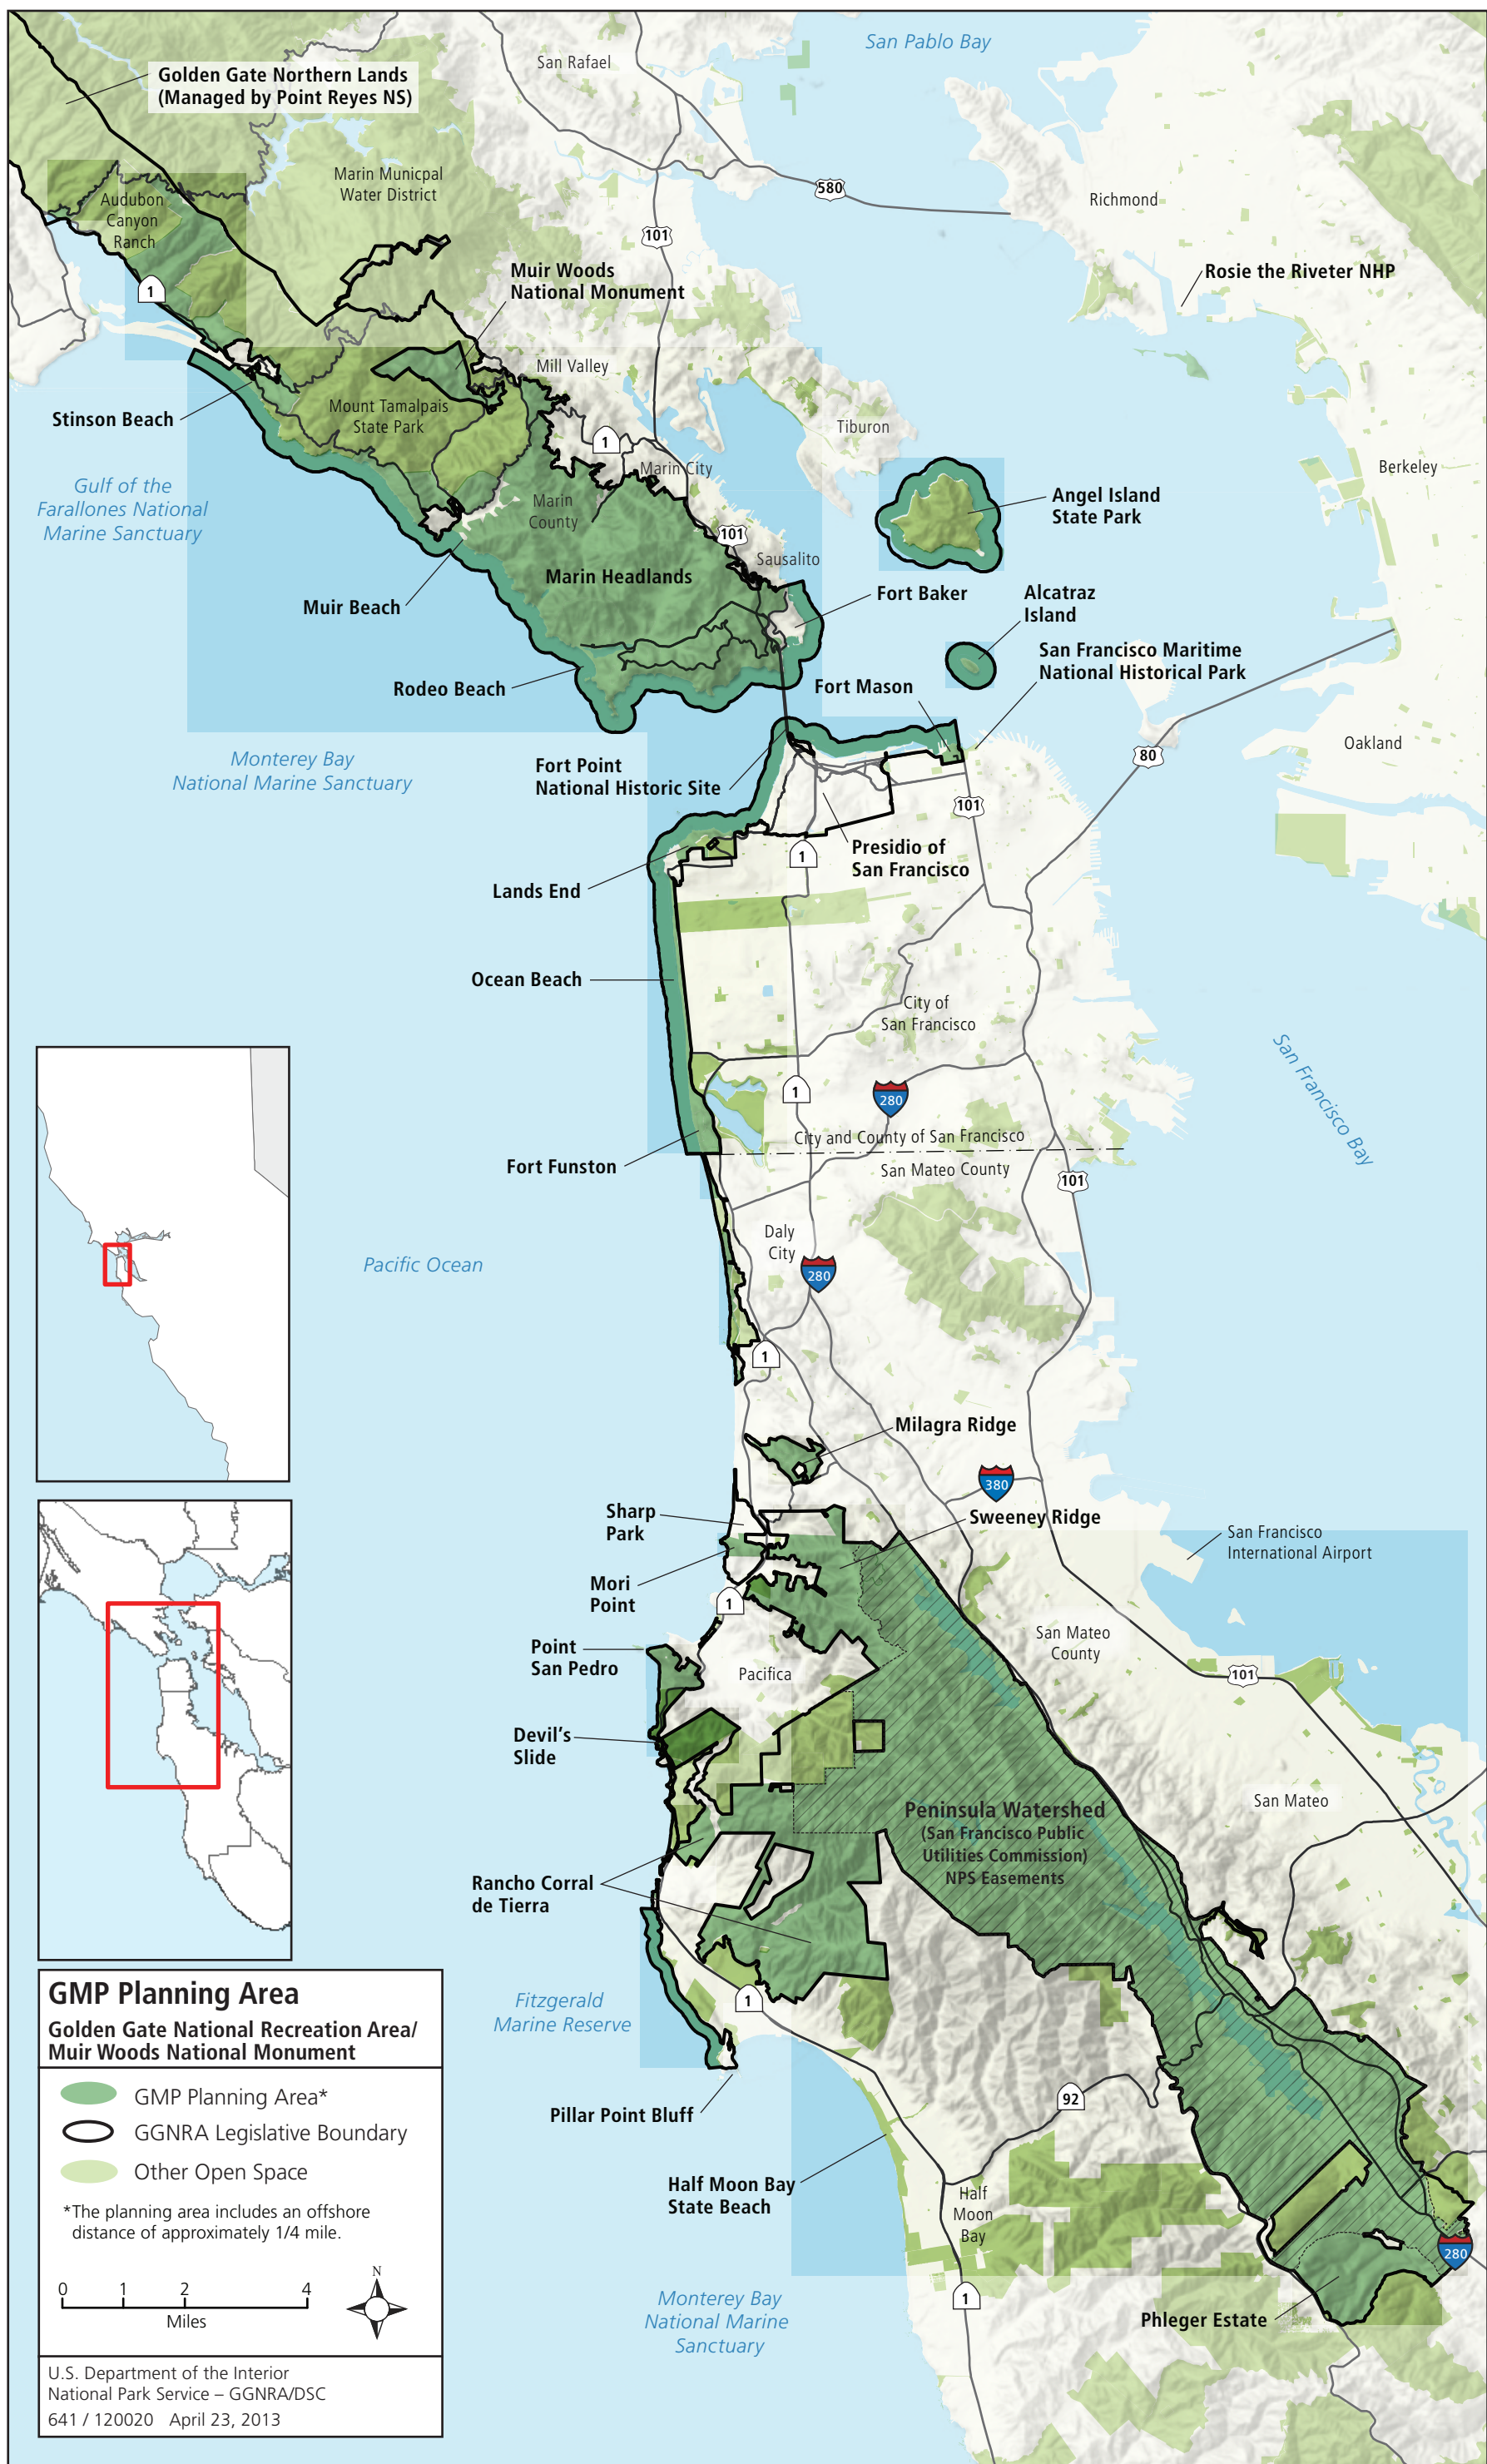 San Pablo Bay
San Rafael
Golden Gate Northern Lands
(Managed by Point Reyes NS)
Marin Municpal
Water District
580
Richmond
Audubon
Canyon
Ranch
101
Rosie the Riveter NHP
Muir Woods
National Monument
1
Mill Valley
Stinson Beach
Mount Tamalpais
State Park
Tiburon
1
Marin City
Berkeley
Gulf of the
Farallones National
Marine Sanctuary
Marin
County
Angel Island
State Park
101
Sausalito
Marin Headlands
Fort Baker
Alcatraz
Island
Muir Beach
San Francisco Maritime
National Historical Park
Rodeo Beach
Fort Mason
Monterey Bay
National Marine Sanctuary
Fort Point
National Historic Site
80
Oakland
101
1
Presidio of
San Francisco
Lands End
Ocean Beach
City of
San Francisco
San Francisco Bay
1
280
City and County of San Francisco
San Mateo County
Fort Funston
101
Pacific Ocean
Daly
City
280
1
Milagra Ridge
380
Sharp
Park
Sweeney Ridge
San Francisco
International Airport
Mori
Point
1
Point
San Pedro
Pacifica
San Mateo
County
101
Devil's
Slide
San Mateo
Peninsula Watershed
(San Francisco Public
Utilities Commission)
NPS Easements
Rancho Corral
de Tierra
Fitzgerald
Marine Reserve
1
Pillar Point Bluff
92
Half Moon Bay
State Beach
Half
Moon
Bay
280
1
Monterey Bay
National Marine
Sanctuary
Phleger Estate
GMP Planning Area
Golden Gate National Recreation Area/
Muir Woods National Monument
GMP Planning Area*
GGNRA Legislative Boundary
Other Open Space
*The planning area includes an offshore
distance of approximately 1/4 mile.
N
0 1 2 4
Miles
U.S. Department of the Interior
National Park Service – GGNRA/DSC
641 / 120020 April 23, 2013